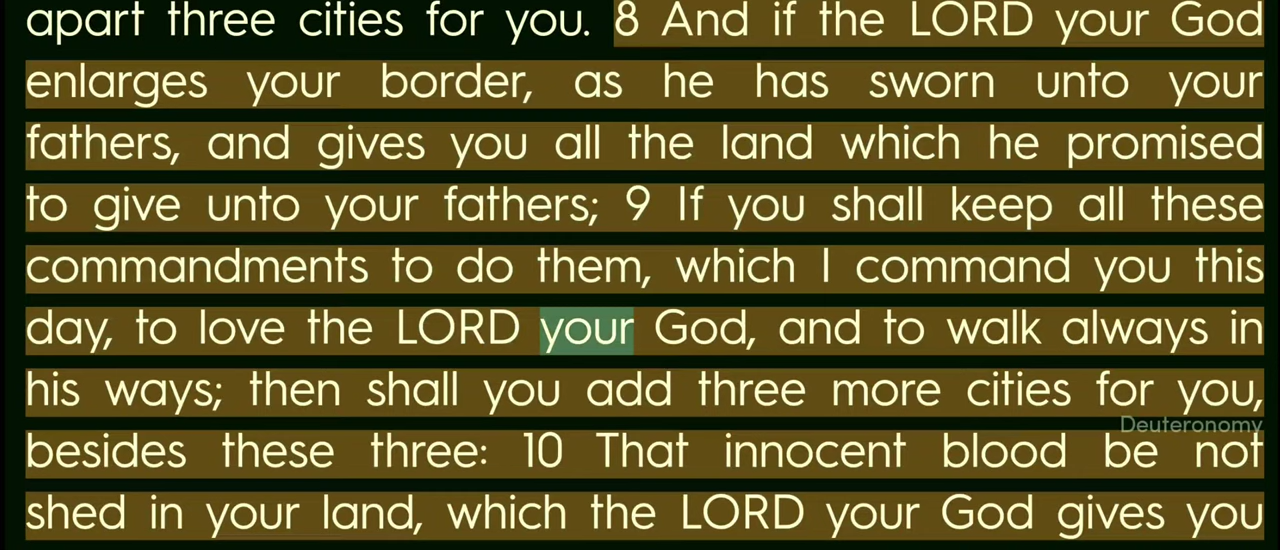 apart three cities for you. 8 And if the LORD your God
enlarges your border, as he has sworn unto your
fathers, and gives you all the land which he promised
to give unto your fathers; 9 If you shall keep all these
commandments to do them, which I command you this
day, to love the LORD your God, and to walk always in
his ways; then shall you add three more cities for you,
Deuteronomy
besides these three: 10 That innocent blood be not
shed in your land, which the LORD your God gives you